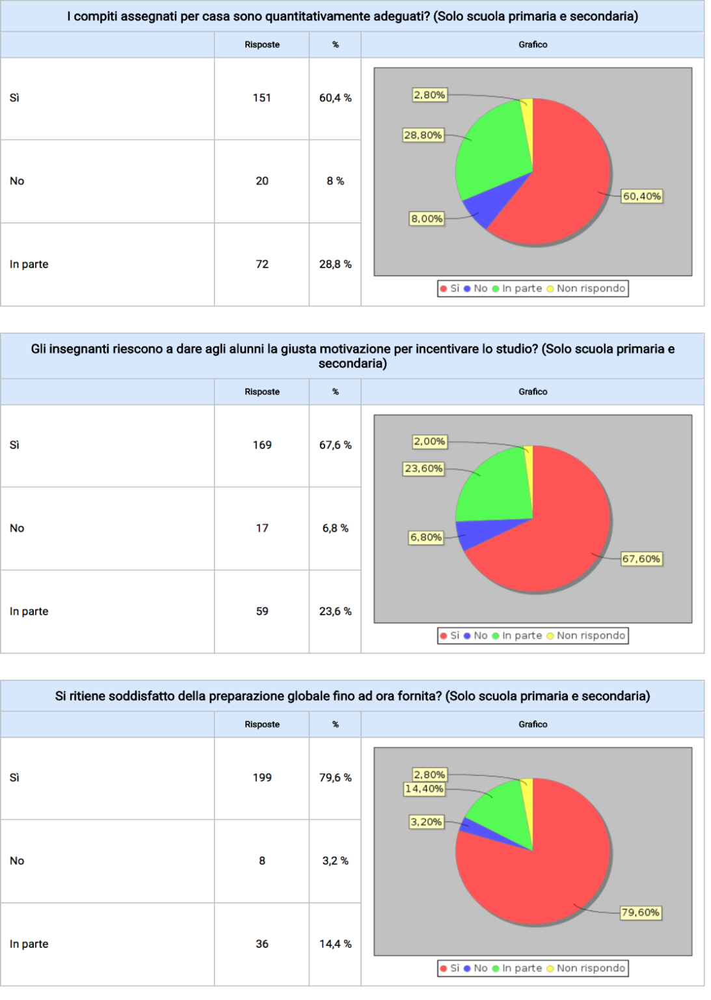 I compiti assegnati per casa sono quantitativamente adeguati? (Solo scuola primaria e secondaria)
Risposte % Grafico
Sì 151 60,4 %
No 20 8 %
In parte 72 28,8 %
2,80%
28,80%
60,40%
8,00%
Sì No In parte Non rispondo
Gli insegnanti riescono a dare agli alunni la giusta motivazione per incentivare lo studio? (Solo scuola primaria e
secondaria)
Risposte % Grafico
Sì 169 67,6 %
No 17 6,8 %
In parte 59 23,6 %
2,00%
23,60%
6,80%
67,60%
Sì No In parte Non rispondo
Si ritiene soddisfatto della preparazione globale fino ad ora fornita? (Solo scuola primaria e secondaria)
Risposte % Grafico
Sì 199 79,6 %
No 8 3,2 %
In parte 36 14,4 %
2,80%
14,40%
3,20%
79,60%
Sì No In parte Non rispondo